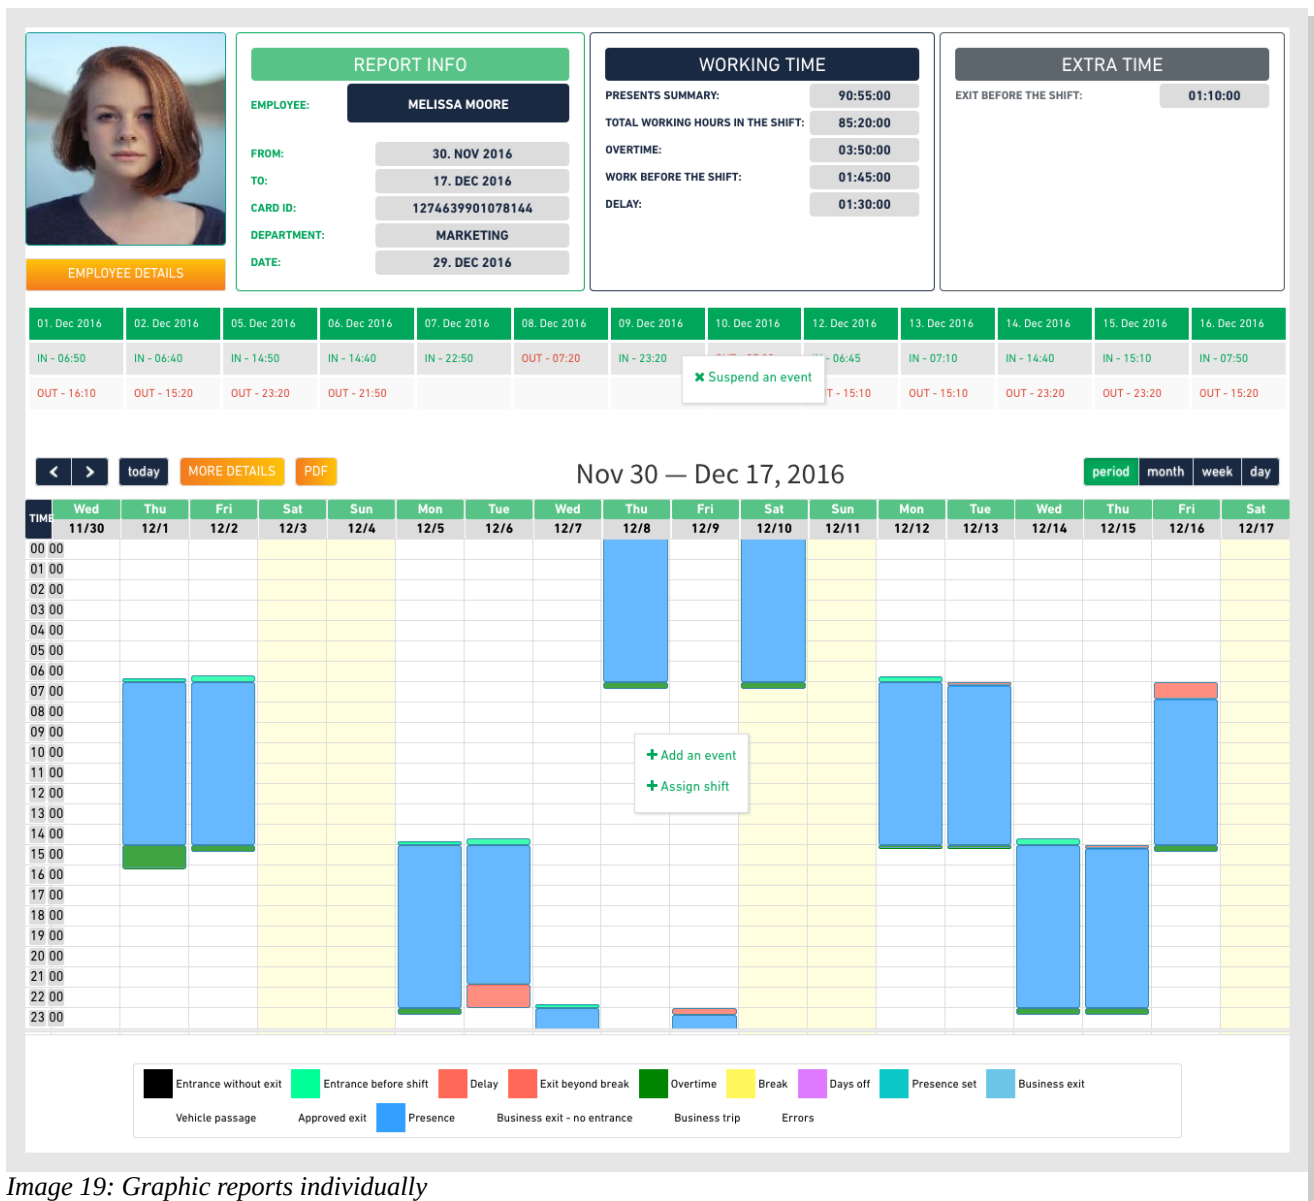 REPORT INFO
EMPLOYEE: MELISSA MOORE
FROM: 30. NOV 2016
TO: 17. DEC 2016
CARD ID: 1274639901078144
DEPARTMENT: MARKETING
DATE: 29. DEC 2016
EMPLOYEE DETAILS
WORKING TIME
PRESENTS SUMMARY: 90:55:00
TOTAL WORKING HOURS IN THE SHIFT: 85:20:00
OVERTIME: 03:50:00
WORK BEFORE THE SHIFT: 01:45:00
DELAY: 01:30:00
EXTRA TIME
EXIT BEFORE THE SHIFT: 01:10:00
01. Dec 2016 02. Dec 2016 05. Dec 2016 06. Dec 2016 07. Dec 2016 08. Dec 2016 09. Dec 2016 10. Dec 2016 12. Dec 2016 13. Dec 2016 14. Dec 2016 15. Dec 2016 16. Dec 2016
IN - 06:50 IN - 06:40 IN - 14:50 IN - 14:40 IN - 22:50 OUT - 07:20 IN - 23:20 - 06:45 IN - 07:10 IN - 14:40 IN - 15:10 IN - 07:50
✖ Suspend an event
OUT - 16:10 OUT - 15:20 OUT - 23:20 OUT - 21:50 T - 15:10 OUT - 15:10 OUT - 23:20 OUT - 23:20 OUT - 15:20
< > today MORE DETAILS PDF Nov 30 — Dec 17, 2016 period month week day
TIME Wed Thu Fri Sat Sun Mon Tue Wed Thu Fri Sat Sun Mon Tue Wed Thu Fri Sat
11/30 12/1 12/2 12/3 12/4 12/5 12/6 12/7 12/8 12/9 12/10 12/11 12/12 12/13 12/14 12/15 12/16 12/17
00 00
01 00
02 00
03 00
04 00
05 00
06 00
07 00
08 00
09 00
10 00
+ Add an event
11 00
+ Assign shift
12 00
13 00
14 00
15 00
16 00
17 00
18 00
19 00
20 00
21 00
22 00
23 00
Entrance without exit Entrance before shift Delay Exit beyond break Overtime Break Days off Presence set Business exit
Vehicle passage Approved exit Presence Business exit - no entrance Business trip Errors
Image 19: Graphic reports individually